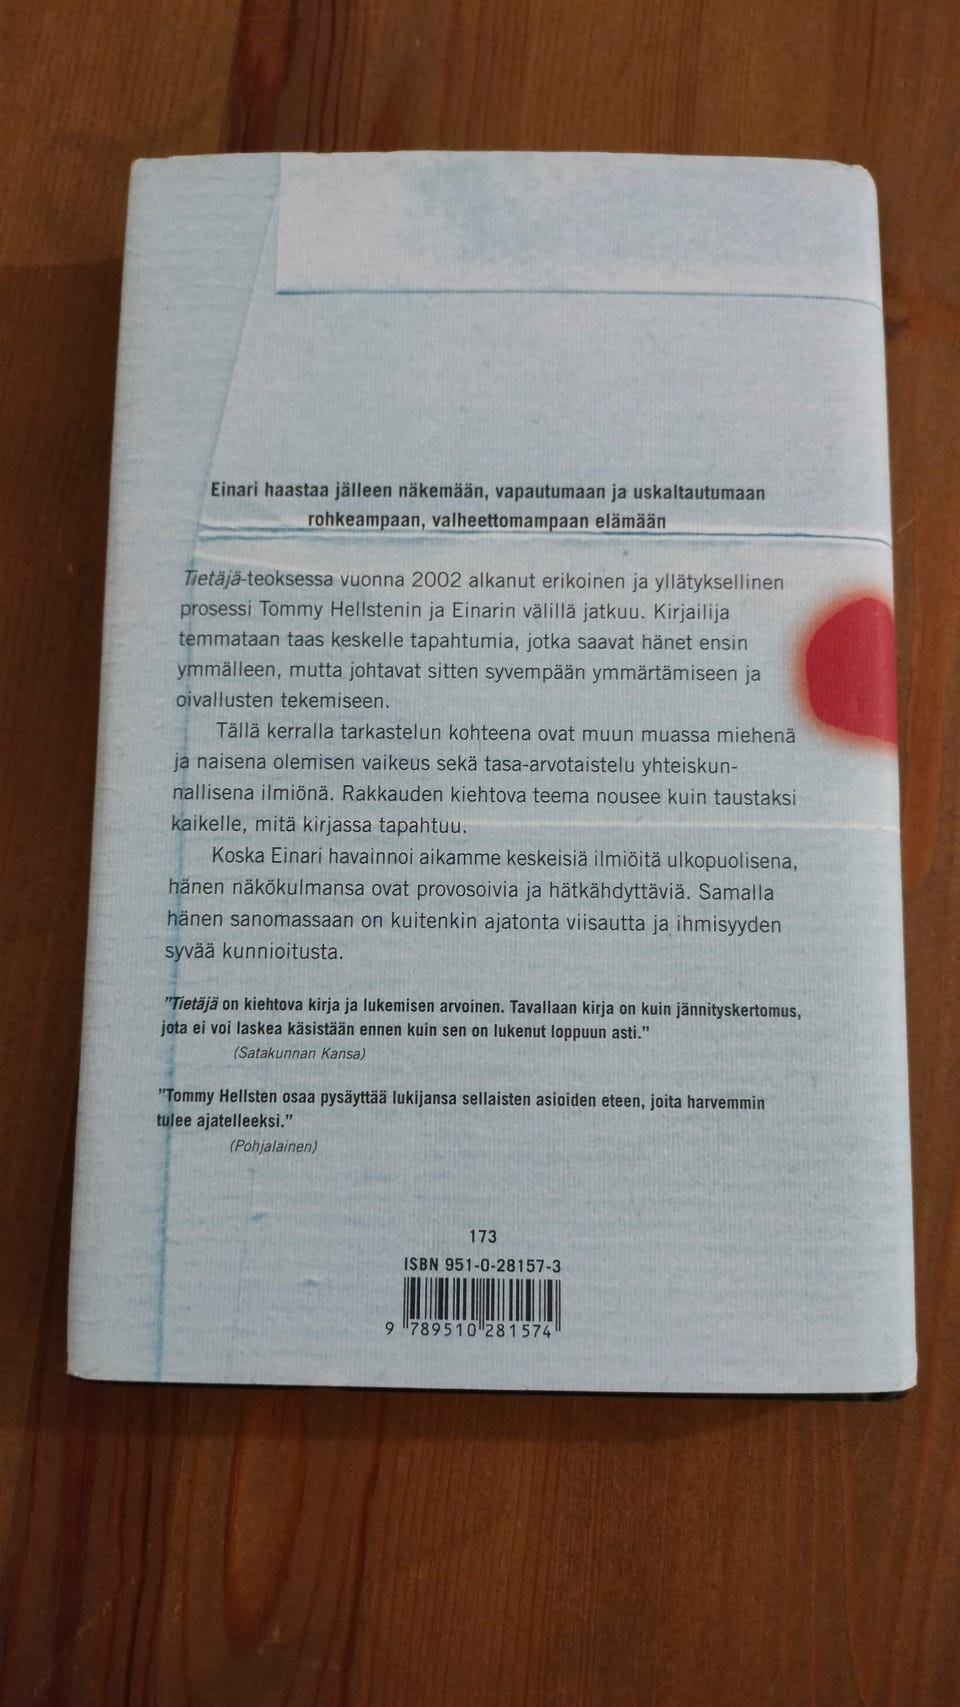 Einari haastaa jälleen näkemään, vapautumaan ja uskaltautumaan
rohkeampaan, valheettomampaan elämään
Tietäjä-teoksessa vuonna 2002 alkanut erikoinen ja yllätyksellinen
prosessi Tommy Hellstenin ja Einarin välillä jatkuu. Kirjailija
temmataan taas keskelle tapahtumia, jotka saavat hänet ensin
ymmälleen, mutta johtavat sitten syvempään ymmärtämiseen ja
oivallusten tekemiseen.
Tällä kerralla tarkastelun kohteena ovat muun muassa miehenä
ja naisena olemisen vaikeus sekä tasa-arvotaistelu yhteiskun-
nallisena ilmiönä. Rakkauden kiehtova teema nousee kuin taustaksi
kaikelle, mitä kirjassa tapahtuu.
Koska Einari havainnoi aikamme keskeisiä ilmiöitä ulkopuolisena,
hänen näkökulmansa ovat provosoivia ja hätkähdyttäviä. Samalla
hänen sanomassaan on kuitenkin ajatonta viisautta ja ihmisyyden
syvää kunnioitusta.
"Tietäjä on kiehtova kirja ja lukemisen arvoinen. Tavallaan kirja on kuin jännityskertomus,
jota ei voi laskea käsistään ennen kuin sen on lukenut loppuun asti."
(Satakunnan Kansa)
"Tommy Hellsten osaa pysäyttää lukijansa sellaisten asioiden eteen, joita harvemmin
tulee ajatelleeksi."
(Pohjalainen)
173
ISBN 951-0-28157-3
9 789510 281574